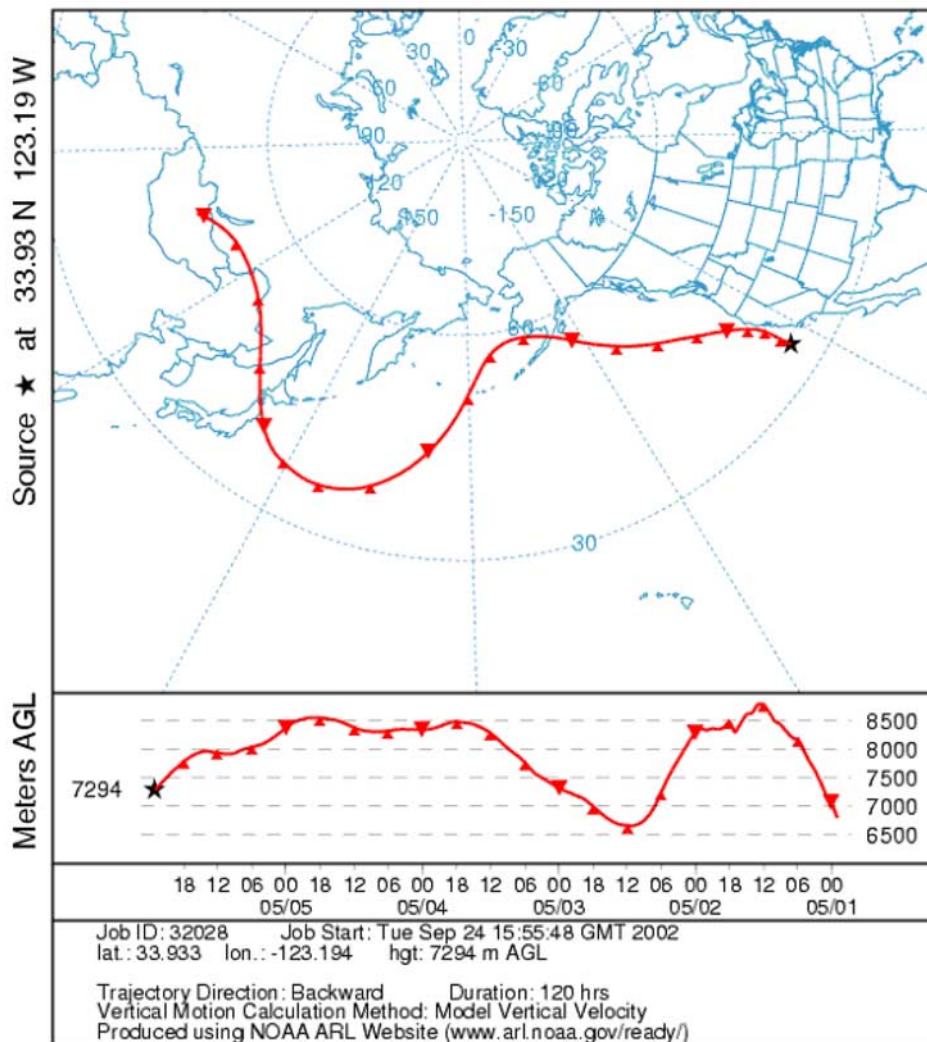 Source ★ at 33.93 N 123.19 W
0
30
-30
60
60
90
-90
120
150
-150
60
30
Meters AGL
8500
8000
7294
7500
7000
6500
18 12 06 00 18 12 06 00 18 12 06 00 18 12 06 00 18 12 06 00
05/05 05/04 05/03 05/02 05/01
Job ID: 32028 Job Start: Tue Sep 24 15:55:48 GMT 2002
lat.: 33.933 lon.: -123.194 hgt: 7294 m AGL
Trajectory Direction: Backward Duration: 120 hrs
Vertical Motion Calculation Method: Model Vertical Velocity
Produced using NOAA ARL Website (www.arl.noaa.gov/ready/)